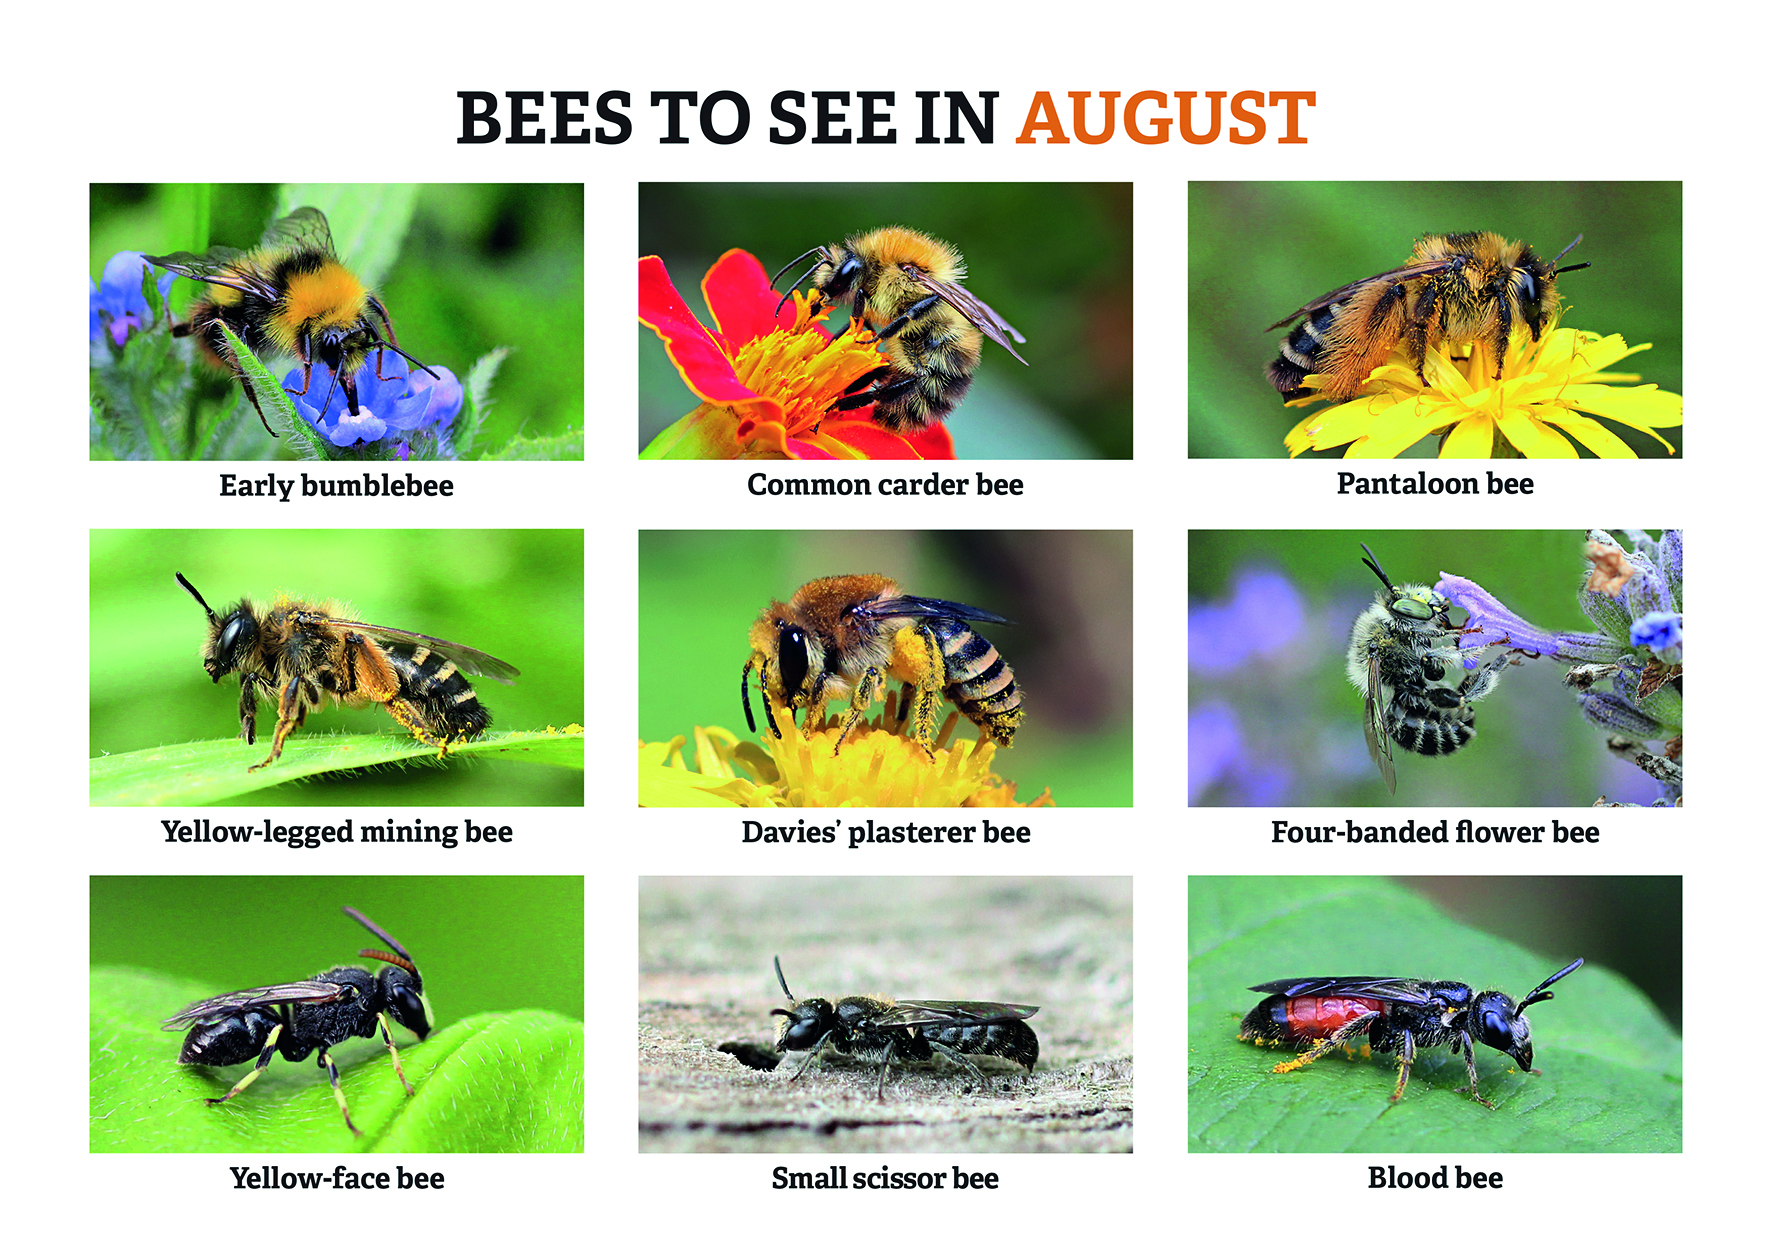 BEES TO SEE IN AUGUST
Early bumblebee
Common carder bee
Pantaloon bee
Yellow-legged mining bee
Davies’ plasterer bee
Four-banded flower bee
Yellow-face bee
Small scissor bee
Blood bee